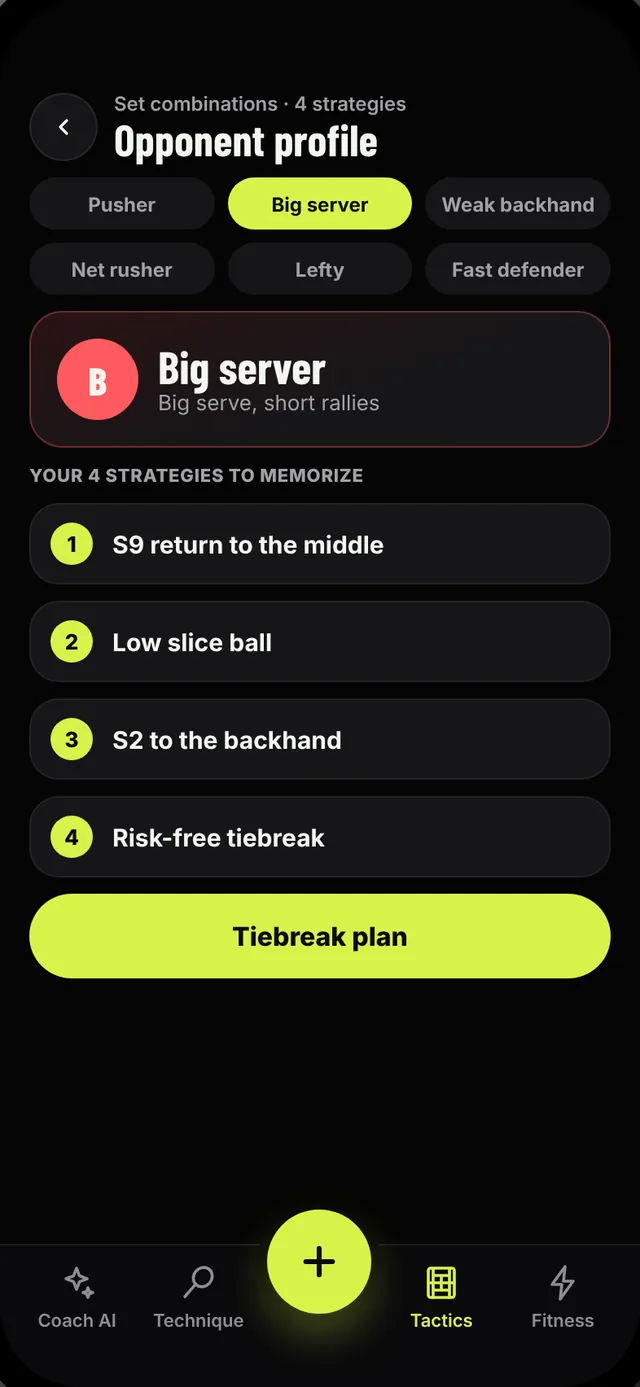 Set combinations · 4 strategies
Opponent profile
Pusher
Big server
Weak backhand
Net rusher
Lefty
Fast defender
B
Big server
Big serve, short rallies
YOUR 4 STRATEGIES TO MEMORIZE
1 S9 return to the middle
2 Low slice ball
3 S2 to the backhand
4 Risk-free tiebreak
Tiebreak plan
Coach AI
Technique
Tactics
Fitness